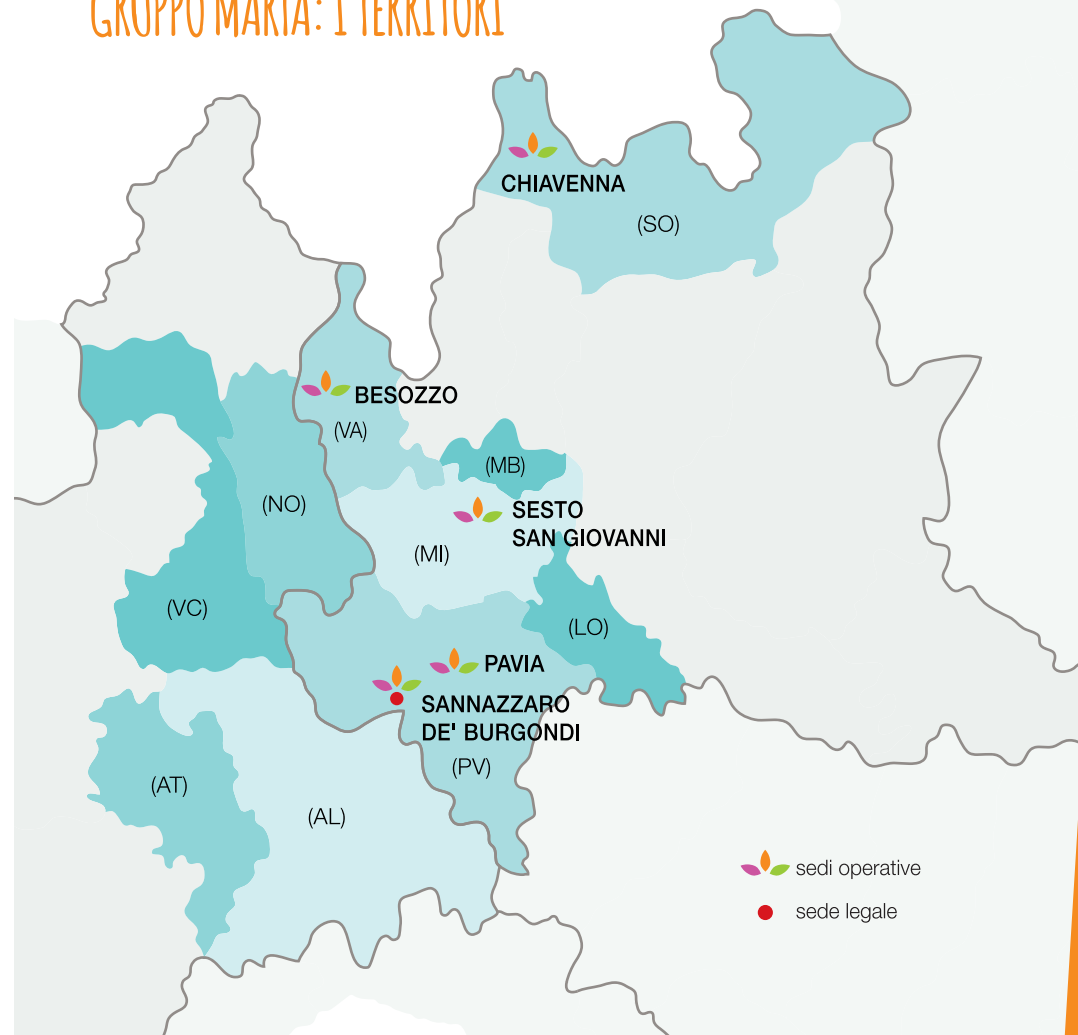 GRUPPO MARTA: I TERRITORI
CHIAVENNA
(SO)
BESOZZO
(VA)
(MB)
(NO)
SESTO
SAN GIOVANNI
(MI)
(VC)
(LO)
PAVIA
SANNAZZARO
DE' BURGONDI
(PV)
(AT)
(AL)
sedi operative
sede legale